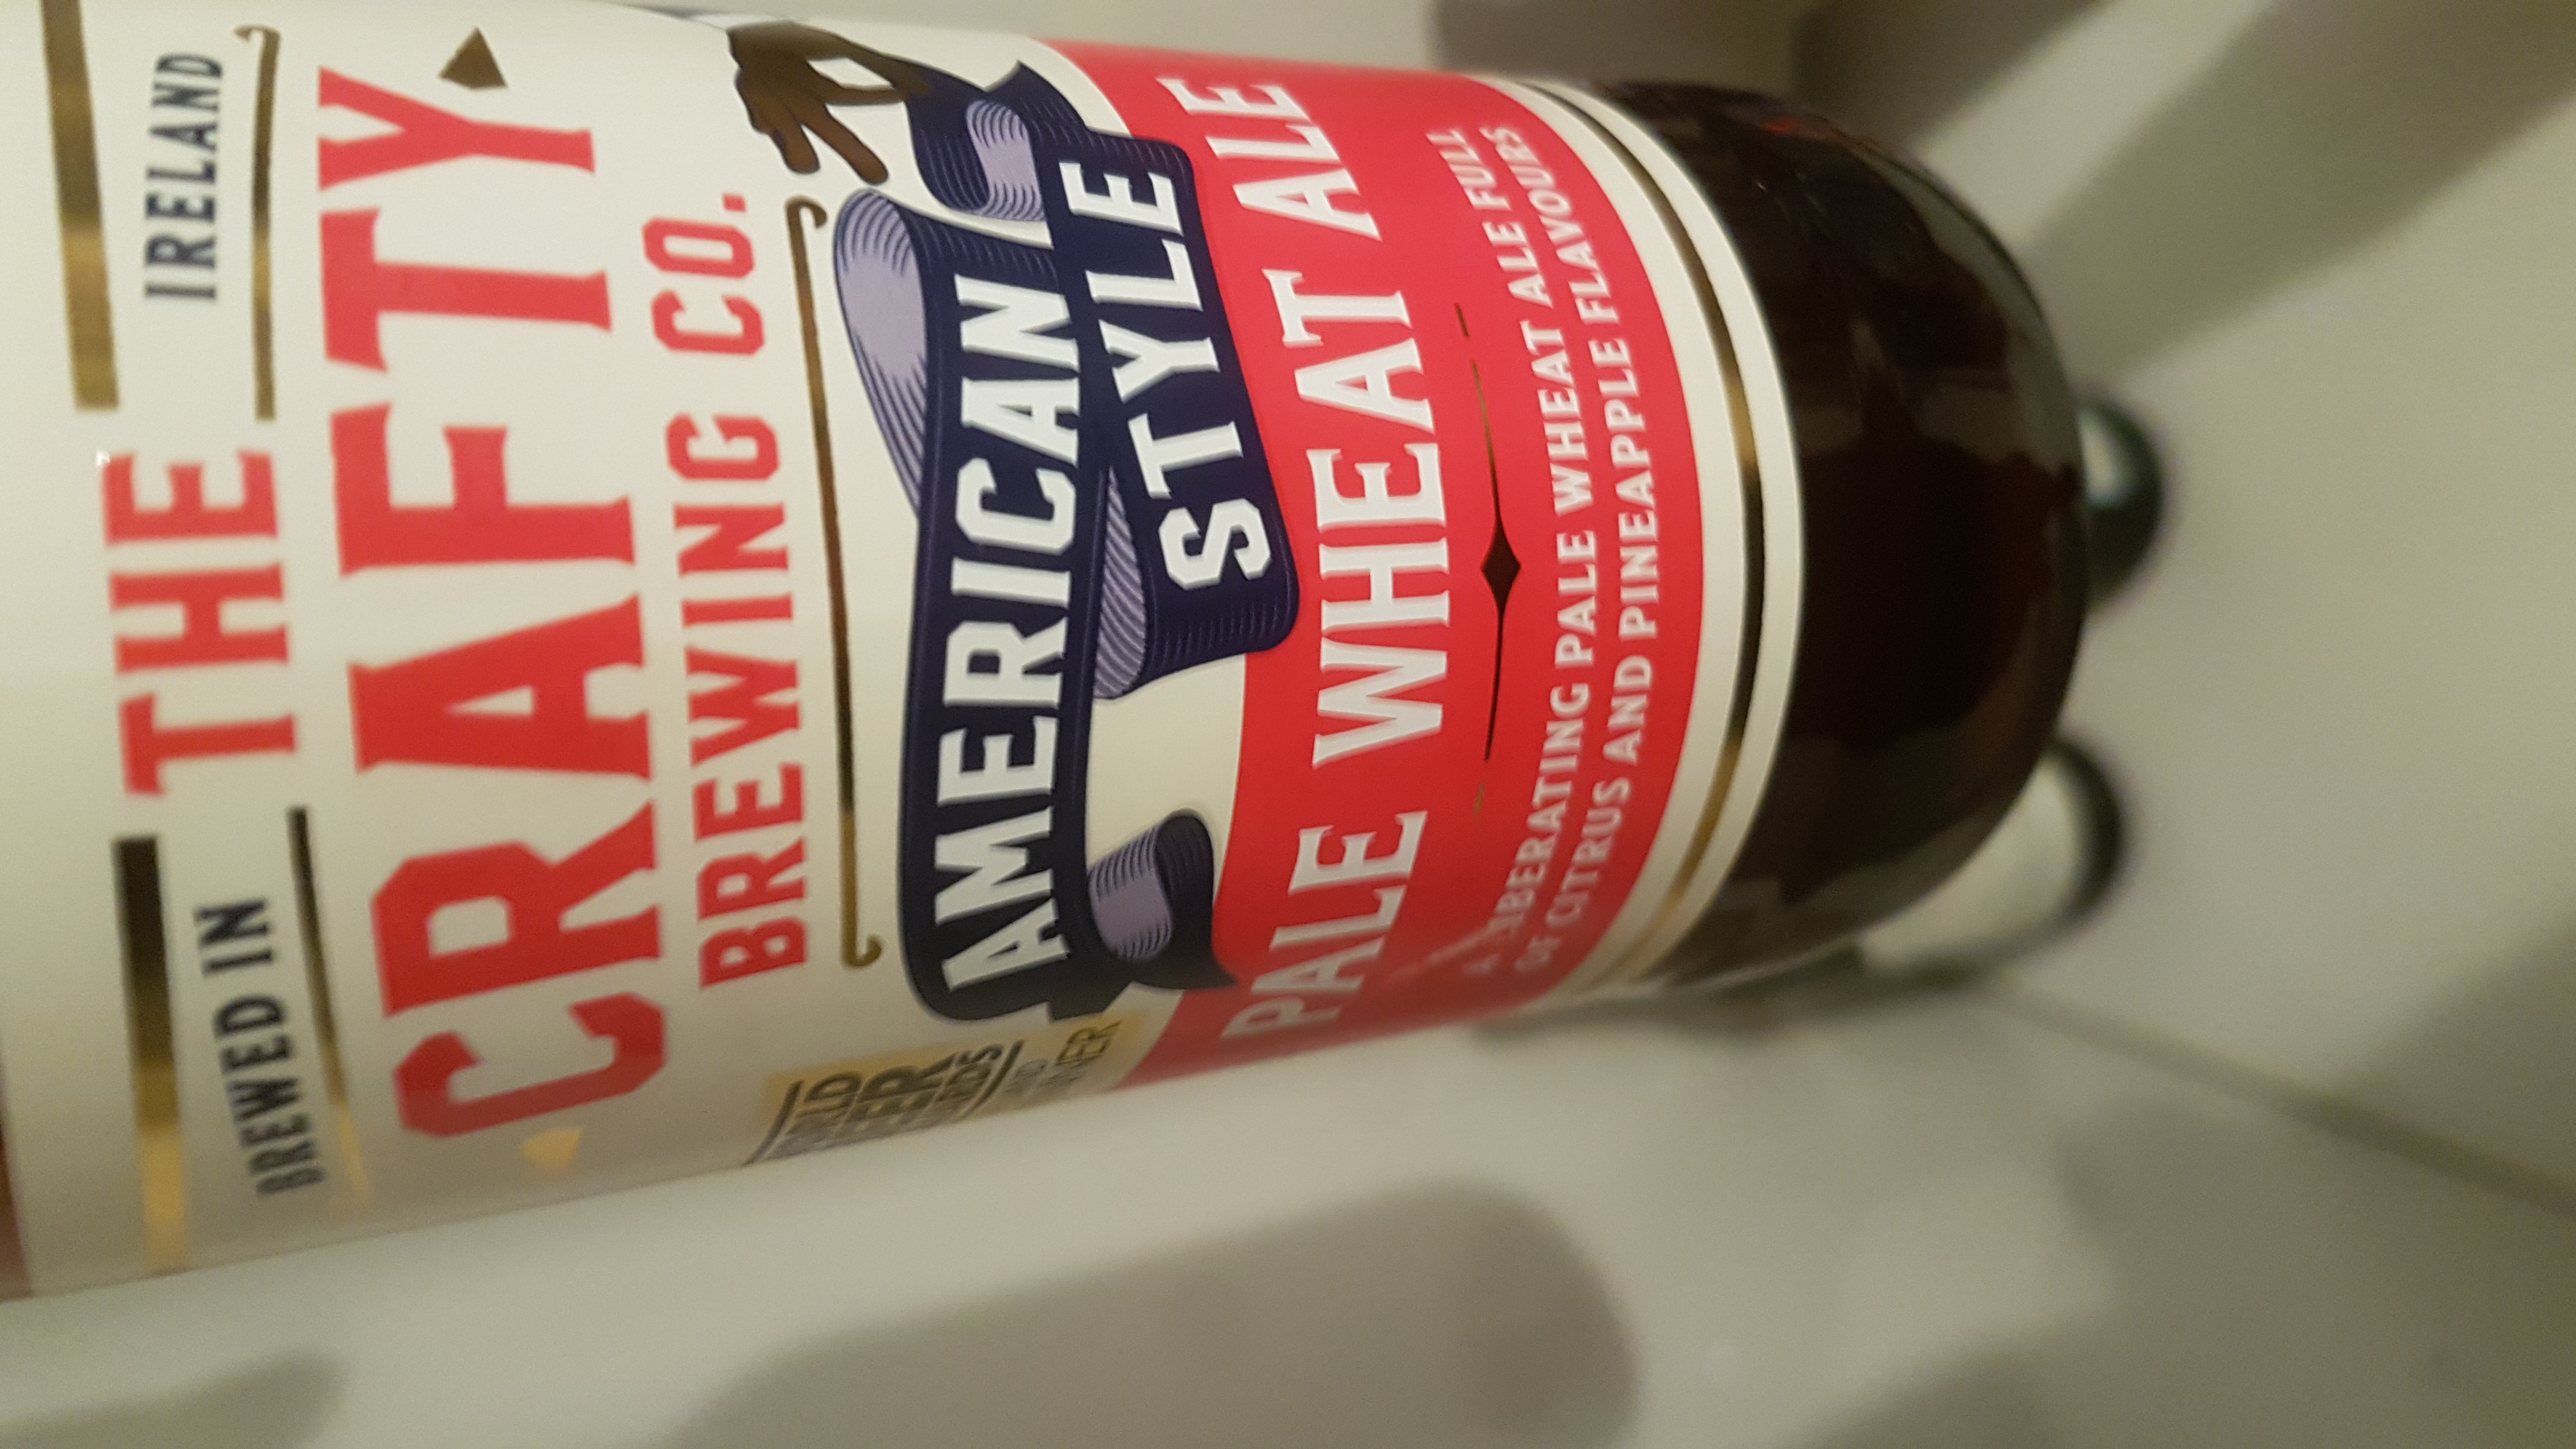 BREWED IN
IRELAND
THE
CRAFTY
BREWING CO.
AMERICAN
STYLE
PALE WHEAT ALE
A LIBERATING PALE WHEAT ALE FULL
OF CITRUS AND PINEAPPLE FLAVOURS